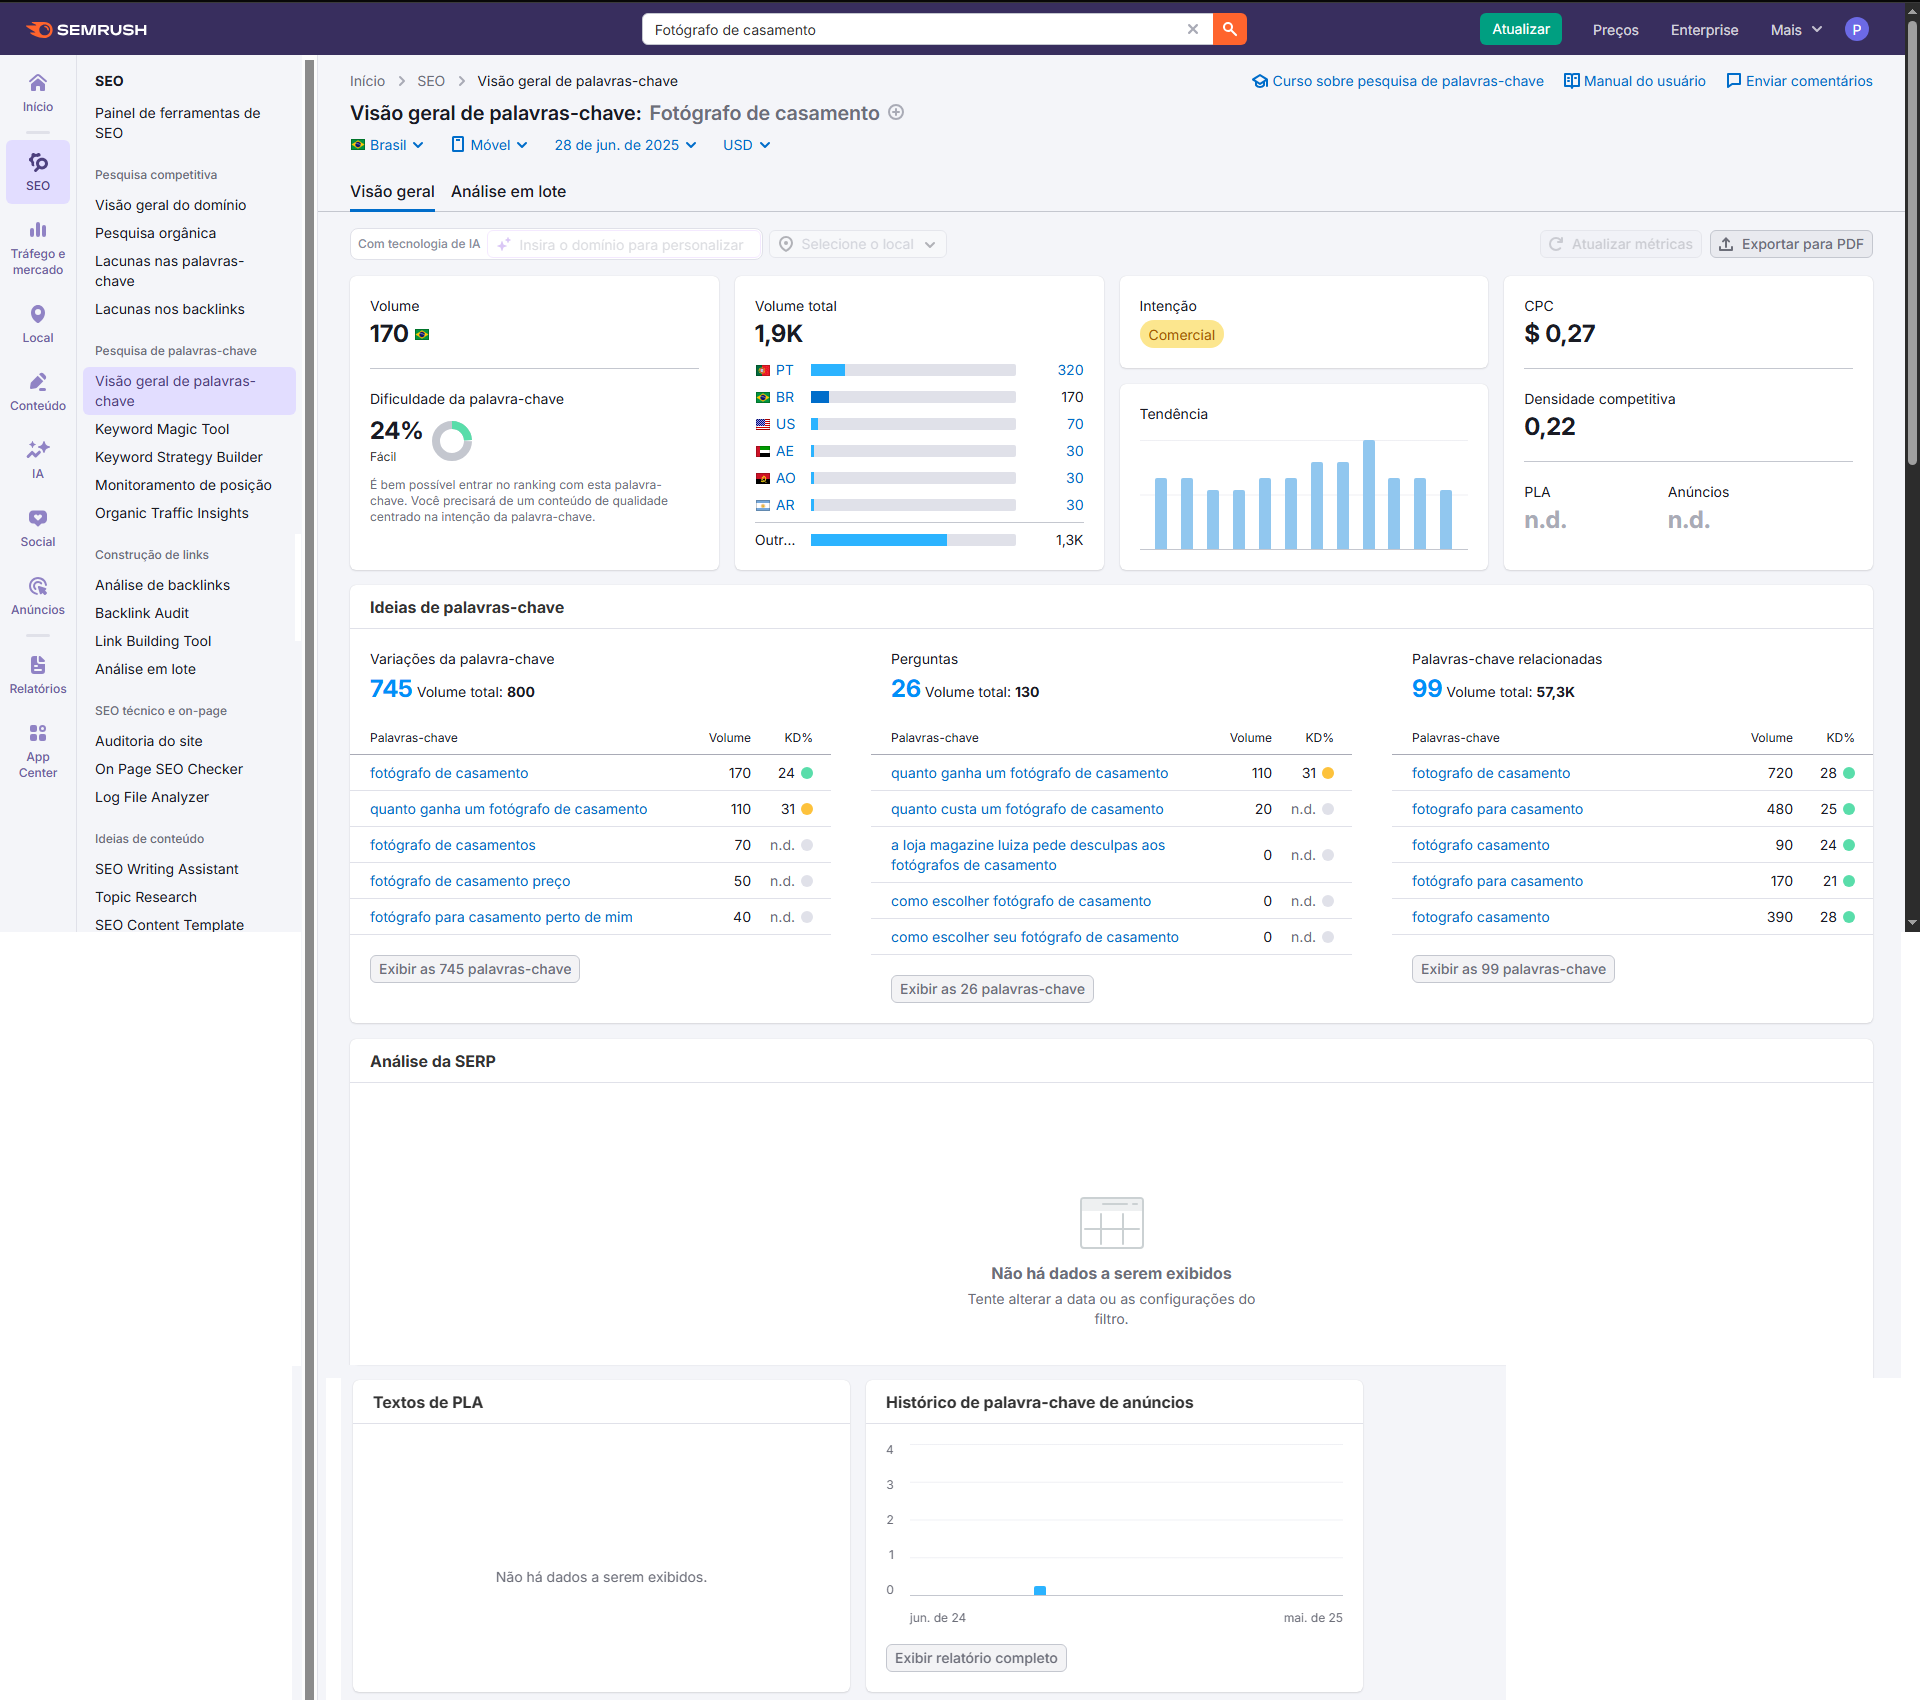 SEMRUSH
Fotógrafo de casamento
Atualizar
Preços
Enterprise
Mais
P
Início
SEO
Tráfego e
mercado
Local
Conteúdo
IA
Social
Anúncios
Relatórios
App
Center
SEO
Painel de ferramentas de
SEO
Pesquisa competitiva
Visão geral do domínio
Pesquisa orgânica
Lacunas nas palavras-
chave
Lacunas nos backlinks
Pesquisa de palavras-chave
Visão geral de palavras-
chave
Keyword Magic Tool
Keyword Strategy Builder
Monitoramento de posição
Organic Traffic Insights
Construção de links
Análise de backlinks
Backlink Audit
Link Building Tool
Análise em lote
SEO técnico e on-page
Auditoria do site
On Page SEO Checker
Log File Analyzer
Ideias de conteúdo
SEO Writing Assistant
Topic Research
SEO Content Template
Início > SEO > Visão geral de palavras-chave
Curso sobre pesquisa de palavras-chave
Manual do usuário
Enviar comentários
Visão geral de palavras-chave: Fotógrafo de casamento
Brasil
Móvel
28 de jun. de 2025
USD
Visão geral
Análise em lote
Com tecnologia de IA
Insira o domínio para personalizar
Selecione o local
Atualizar métricas
Exportar para PDF
Volume
170
Dificuldade da palavra-chave
24%
Fácil
É bem possível entrar no ranking com esta palavra-
chave. Você precisará de um conteúdo de qualidade
centrado na intenção da palavra-chave.
Volume total
1,9K
PT 320
BR 170
US 70
AE 30
AO 30
AR 30
Outr... 1,3K
Intenção
Comercial
Tendência
CPC
$ 0,27
Densidade competitiva
0,22
PLA
n.d.
Anúncios
n.d.
Ideias de palavras-chave
Variações da palavra-chave
745 Volume total: 800
Palavras-chave Volume KD%
fotógrafo de casamento 170 24
quanto ganha um fotógrafo de casamento 110 31
fotógrafo de casamentos 70 n.d.
fotógrafo de casamento preço 50 n.d.
fotógrafo para casamento perto de mim 40 n.d.
Exibir as 745 palavras-chave
Perguntas
26 Volume total: 130
Palavras-chave Volume KD%
quanto ganha um fotógrafo de casamento 110 31
quanto custa um fotógrafo de casamento 20 n.d.
a loja magazine luiza pede desculpas aos
fotógrafos de casamento 0 n.d.
como escolher fotógrafo de casamento 0 n.d.
como escolher seu fotógrafo de casamento 0 n.d.
Exibir as 26 palavras-chave
Palavras-chave relacionadas
99 Volume total: 57,3K
Palavras-chave Volume KD%
fotografo de casamento 720 28
fotografo para casamento 480 25
fotógrafo casamento 90 24
fotógrafo para casamento 170 21
fotografo casamento 390 28
Exibir as 99 palavras-chave
Análise da SERP
Não há dados a serem exibidos
Tente alterar a data ou as configurações do
filtro.
Textos de PLA
Não há dados a serem exibidos.
Histórico de palavra-chave de anúncios
4
3
2
1
0
jun. de 24
mai. de 25
Exibir relatório completo